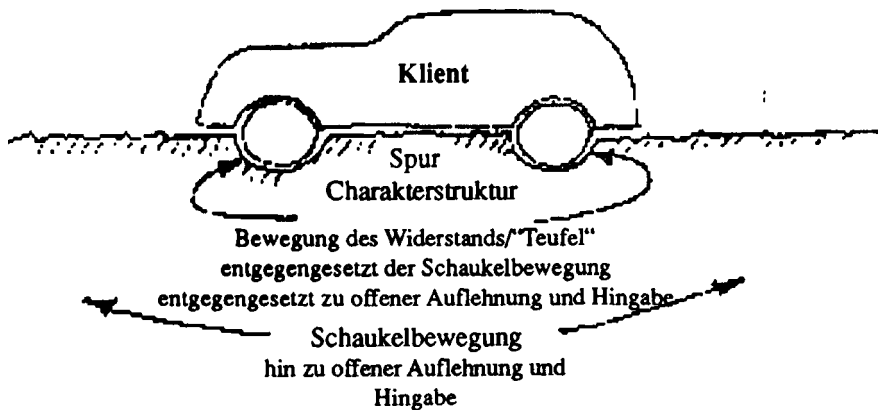 Klient
Spur
Charakterstruktur
Bewegung des Widerstands/"Teufel"
entgegengesetzt der Schaukelbewegung
entgegengesetzt zu offener Auflehnung und Hingabe
Schaukelbewegung
hin zu offener Auflehnung und
Hingabe